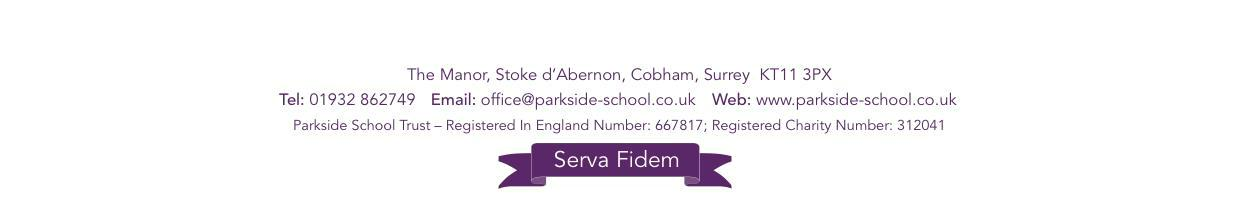 The Manor, Stoke d’Abernon, Cobham, Surrey  KT11 3PX
Tel: 01932 862749   Email: office@parkside-school.co.uk   Web: www.parkside-school.co.uk
Parkside School Trust – Registered In England Number: 667817; Registered Charity Number: 312041
Serva Fidem